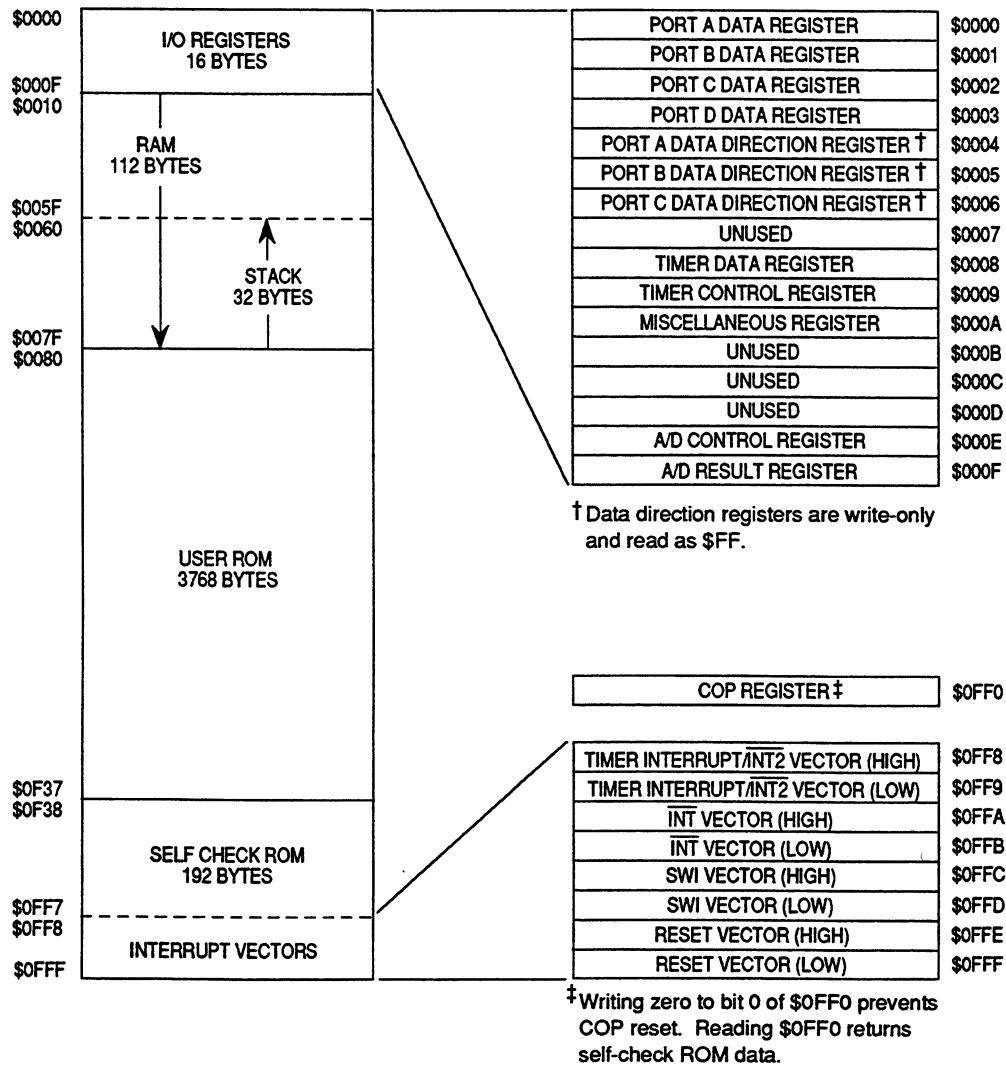 $0000
I/O REGISTERS
16 BYTES
$000F
$0010
RAM
112 BYTES
$005F
$0060
STACK
32 BYTES
$007F
$0080
USER ROM
3768 BYTES
$0F37
$0F38
SELF CHECK ROM
192 BYTES
$0FF7
$0FF8
INTERRUPT VECTORS
$0FFF
PORT A DATA REGISTER $0000
PORT B DATA REGISTER $0001
PORT C DATA REGISTER $0002
PORT D DATA REGISTER $0003
PORT A DATA DIRECTION REGISTER † $0004
PORT B DATA DIRECTION REGISTER † $0005
PORT C DATA DIRECTION REGISTER † $0006
UNUSED $0007
TIMER DATA REGISTER $0008
TIMER CONTROL REGISTER $0009
MISCELLANEOUS REGISTER $000A
UNUSED $000B
UNUSED $000C
UNUSED $000D
A/D CONTROL REGISTER $000E
A/D RESULT REGISTER $000F
† Data direction registers are write-only
and read as $FF.
COP REGISTER ‡ $0FF0
TIMER INTERRUPT/INT2 VECTOR (HIGH) $0FF8
TIMER INTERRUPT/INT2 VECTOR (LOW) $0FF9
INT VECTOR (HIGH) $0FFA
INT VECTOR (LOW) $0FFB
SWI VECTOR (HIGH) $0FFC
SWI VECTOR (LOW) $0FFD
RESET VECTOR (HIGH) $0FFE
RESET VECTOR (LOW) $0FFF
‡ Writing zero to bit 0 of $0FF0 prevents
COP reset. Reading $0FF0 returns
self-check ROM data.